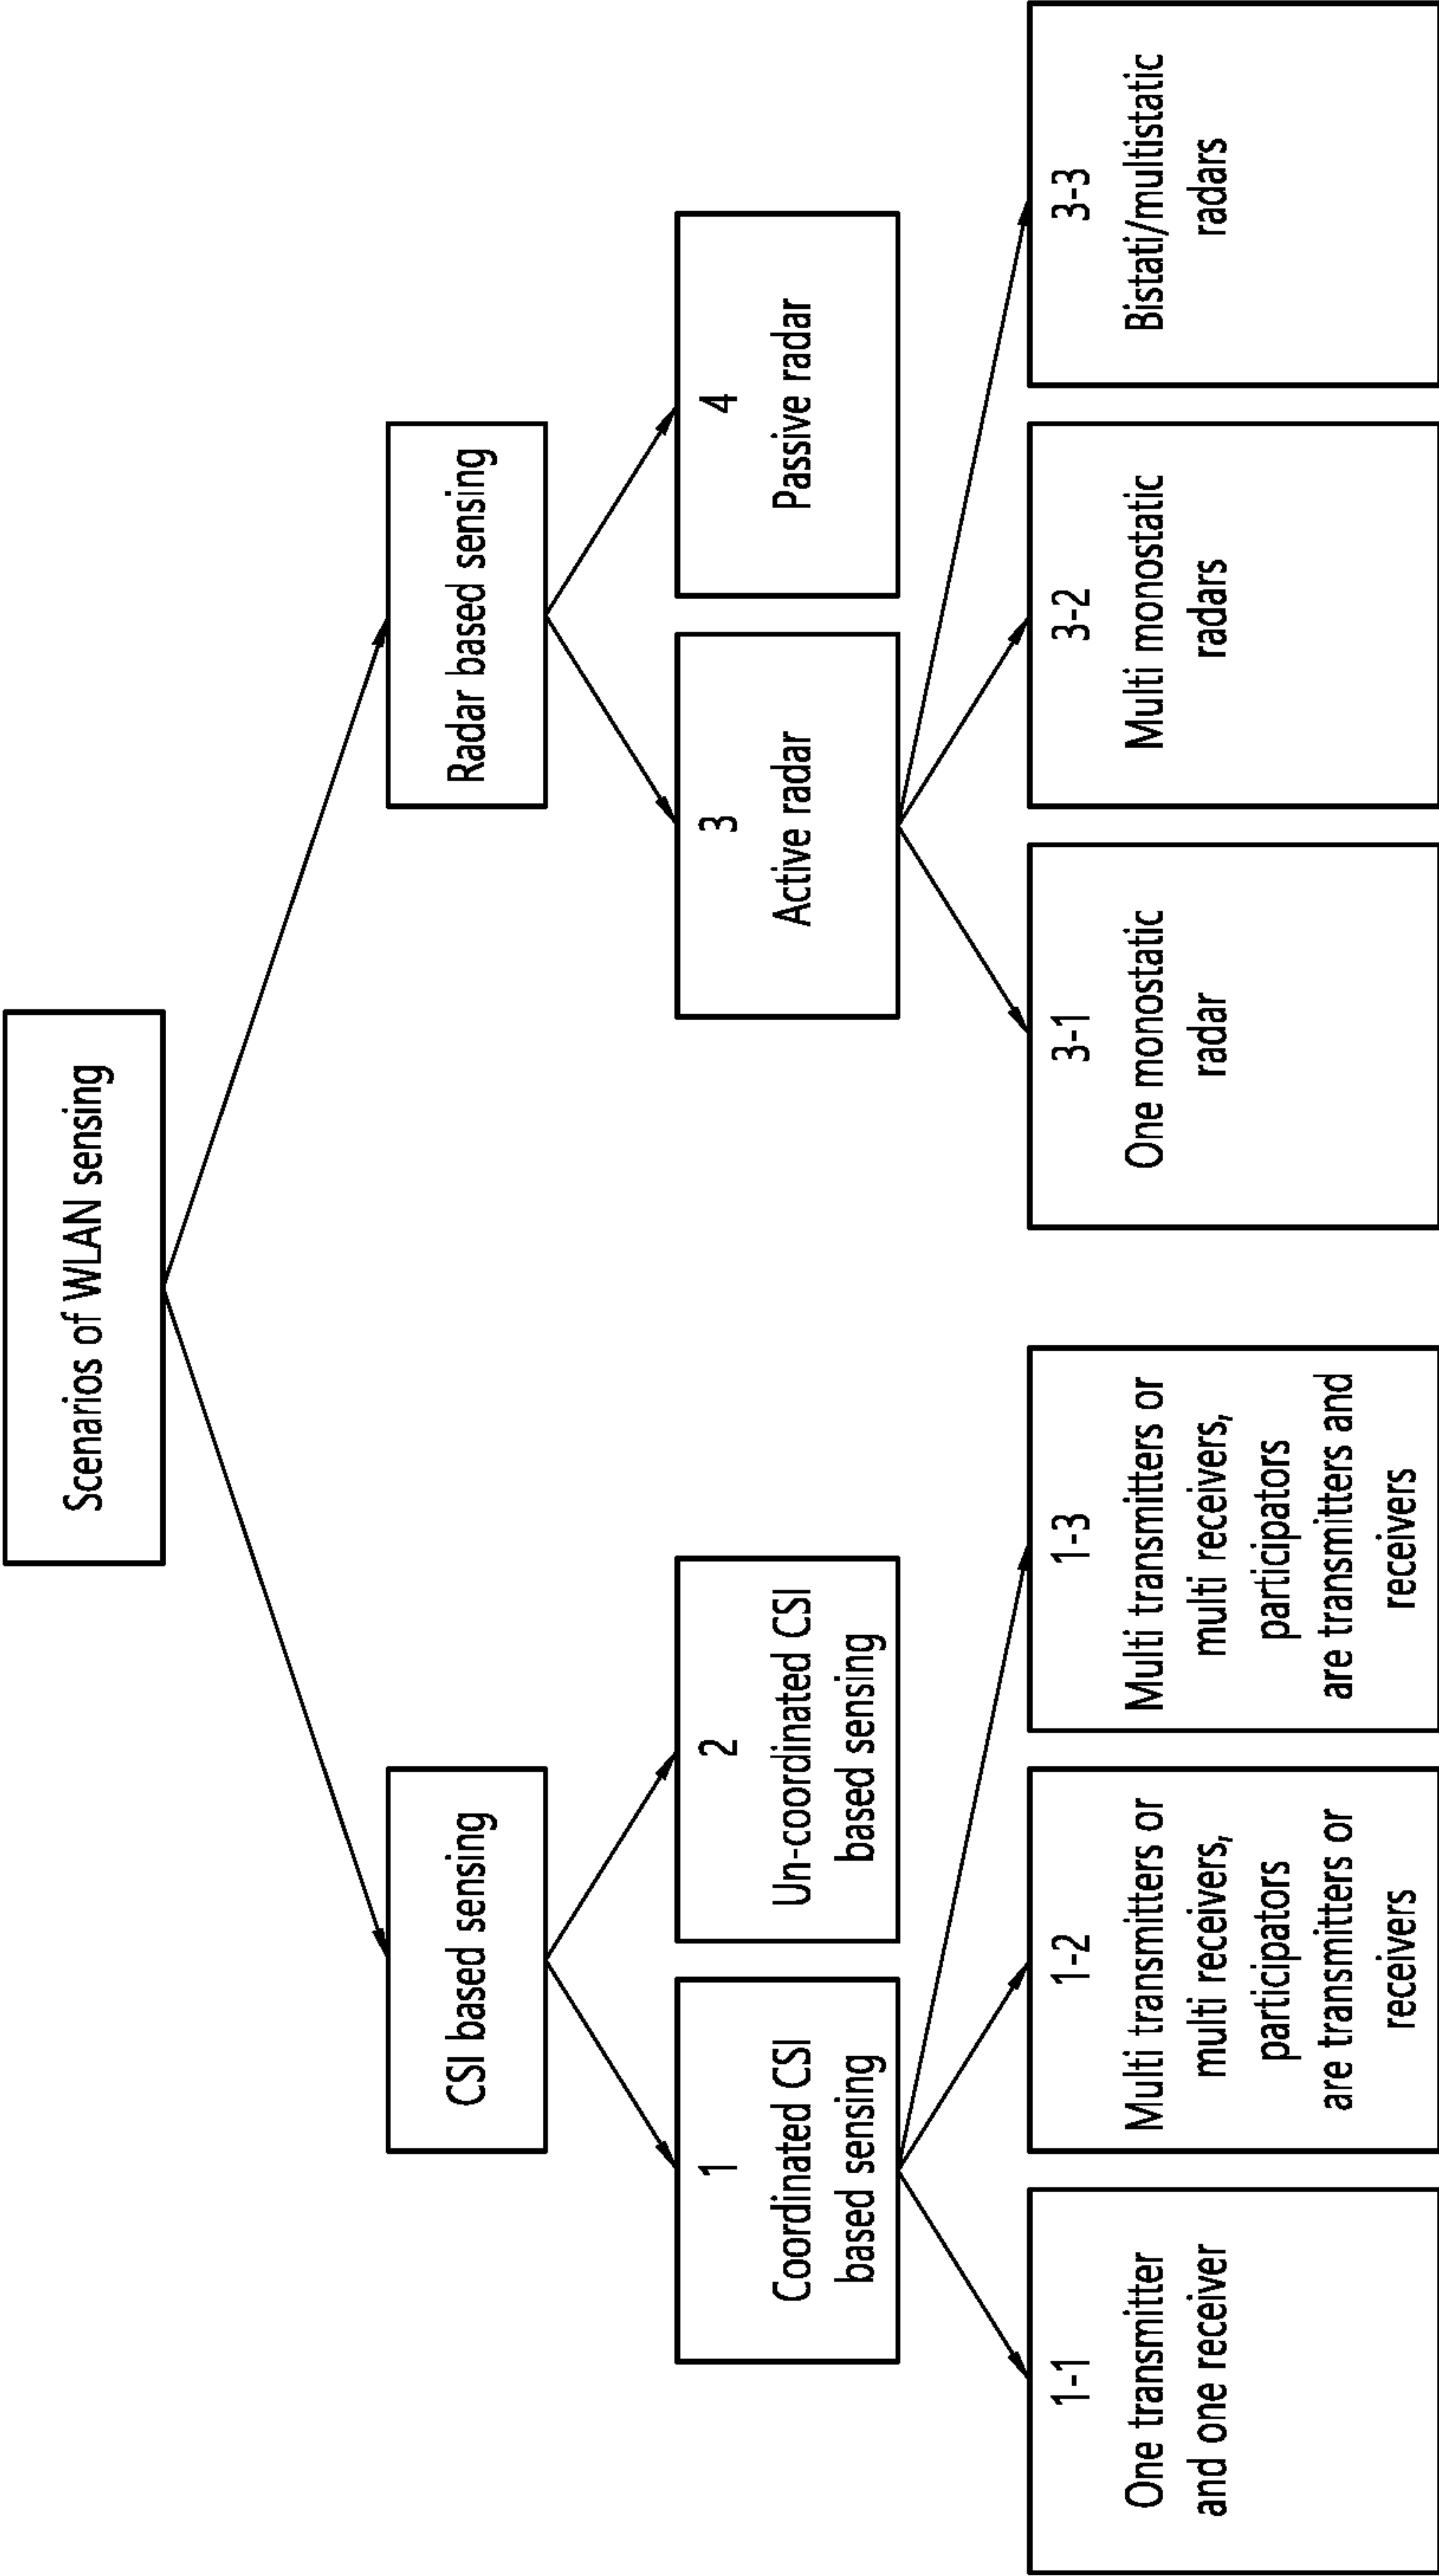 Scenarios of WLAN sensing
CSI based sensing
Radar based sensing
1
Coordinated CSI
based sensing
2
Un-coordinated CSI
based sensing
3
Active radar
4
Passive radar
1-1
One transmitter
and one receiver
1-2
Multi transmitters or
multi receivers,
participators
are transmitters or
receivers
1-3
Multi transmitters or
multi receivers,
participators
are transmitters and
receivers
3-1
One monostatic
radar
3-2
Multi monostatic
radars
3-3
Bistati/multistatic
radars